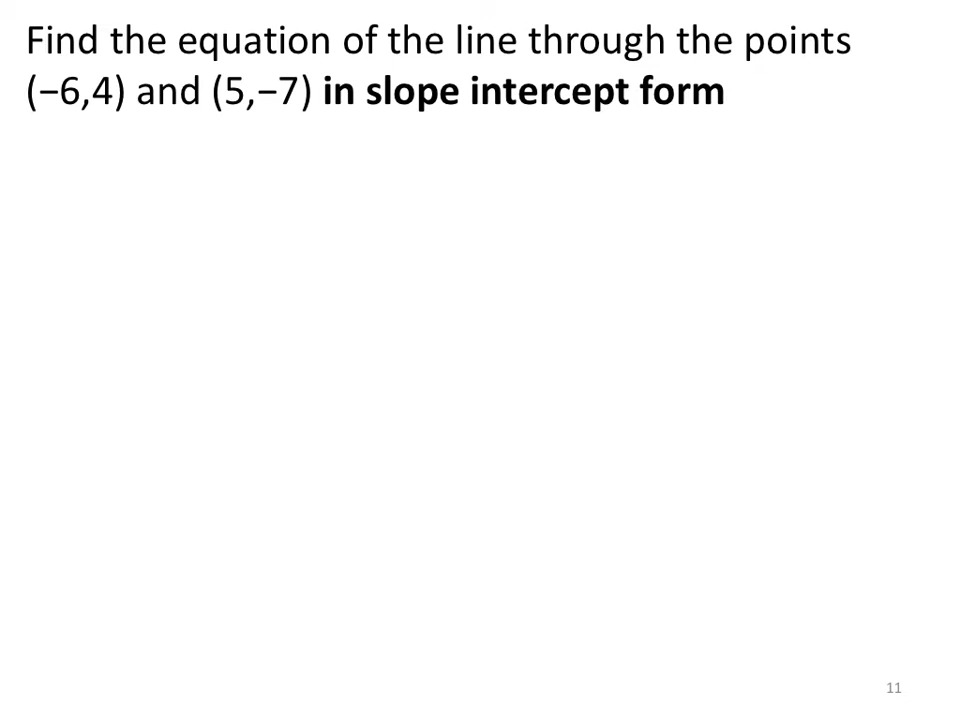 Find the equation of the line through the points
(−6,4) and (5,−7) in slope intercept form
11